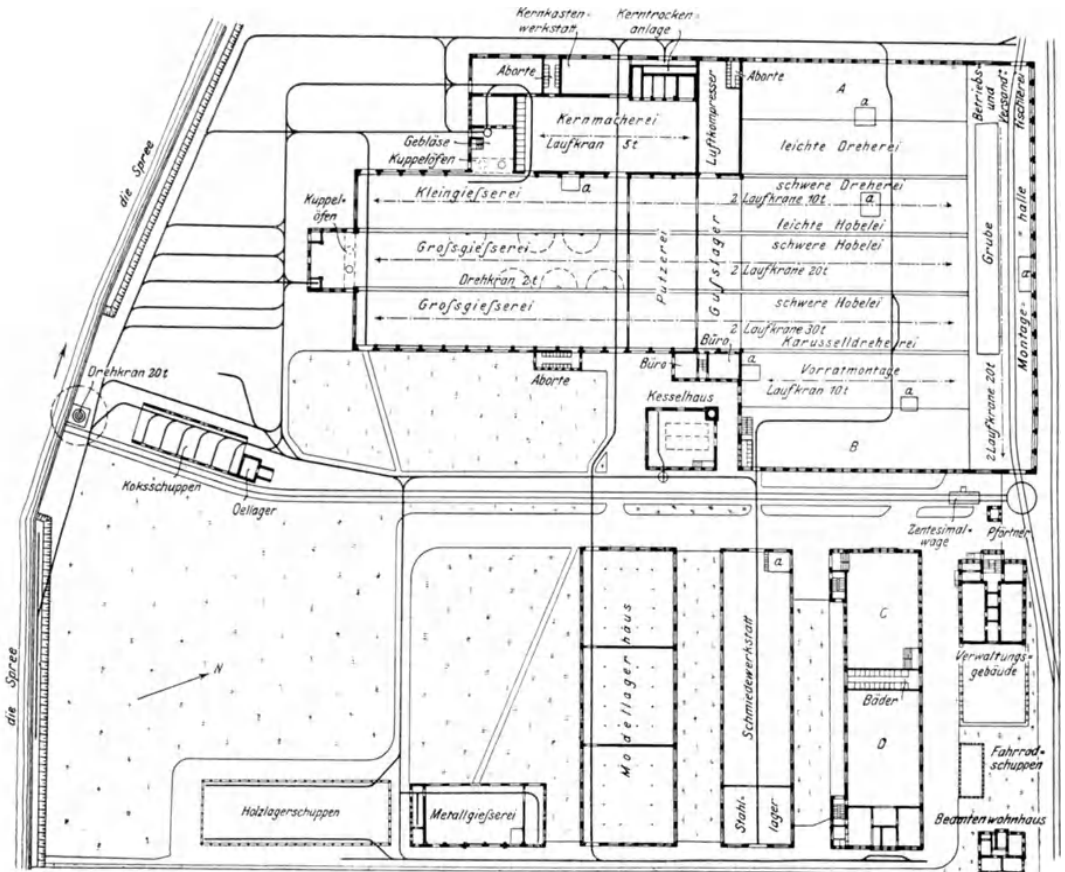 Kernkasten=
werkstatt
Kerntrocken=
anlage
Aborte
Aborte
A
a
Betriebs=
und
Versand=
tischlerei
Kernmacherei
Laufkran 5t
Luftkompressor
leichte Dreherei
Gebläse
Kuppelöfen
die Spree
Kuppel=
öfen
Kleingießerei
a
schwere Dreherei
2 Laufkrane 10t
a
leichte Hobelei
Großgießerei
schwere Hobelei
2 Laufkrane 20t
Drehkran 2t
Putzerei
Gußslager
Grube
Montage=halle
a
Großgießerei
schwere Hobelei
2 Laufkrane 30t
Büro
Karusselldreherei
Drehkran 20t
Aborte
Büro
a
Vorratmontage
Laufkran 10t
a
2 Laufkrane 20t
Kesselhaus
B
Koksschuppen
Oellager
Zentesimal=
wage
Pförtner
die Spree
N
Modellagerhäus
Schmiedewerkstatt
a
C
Verwaltungs=
gebäude
Bäder
D
Fahrrad=
schuppen
Holzlagerschuppen
Metallgießerei
Stahl=
lager
Beamtenwohnhaus